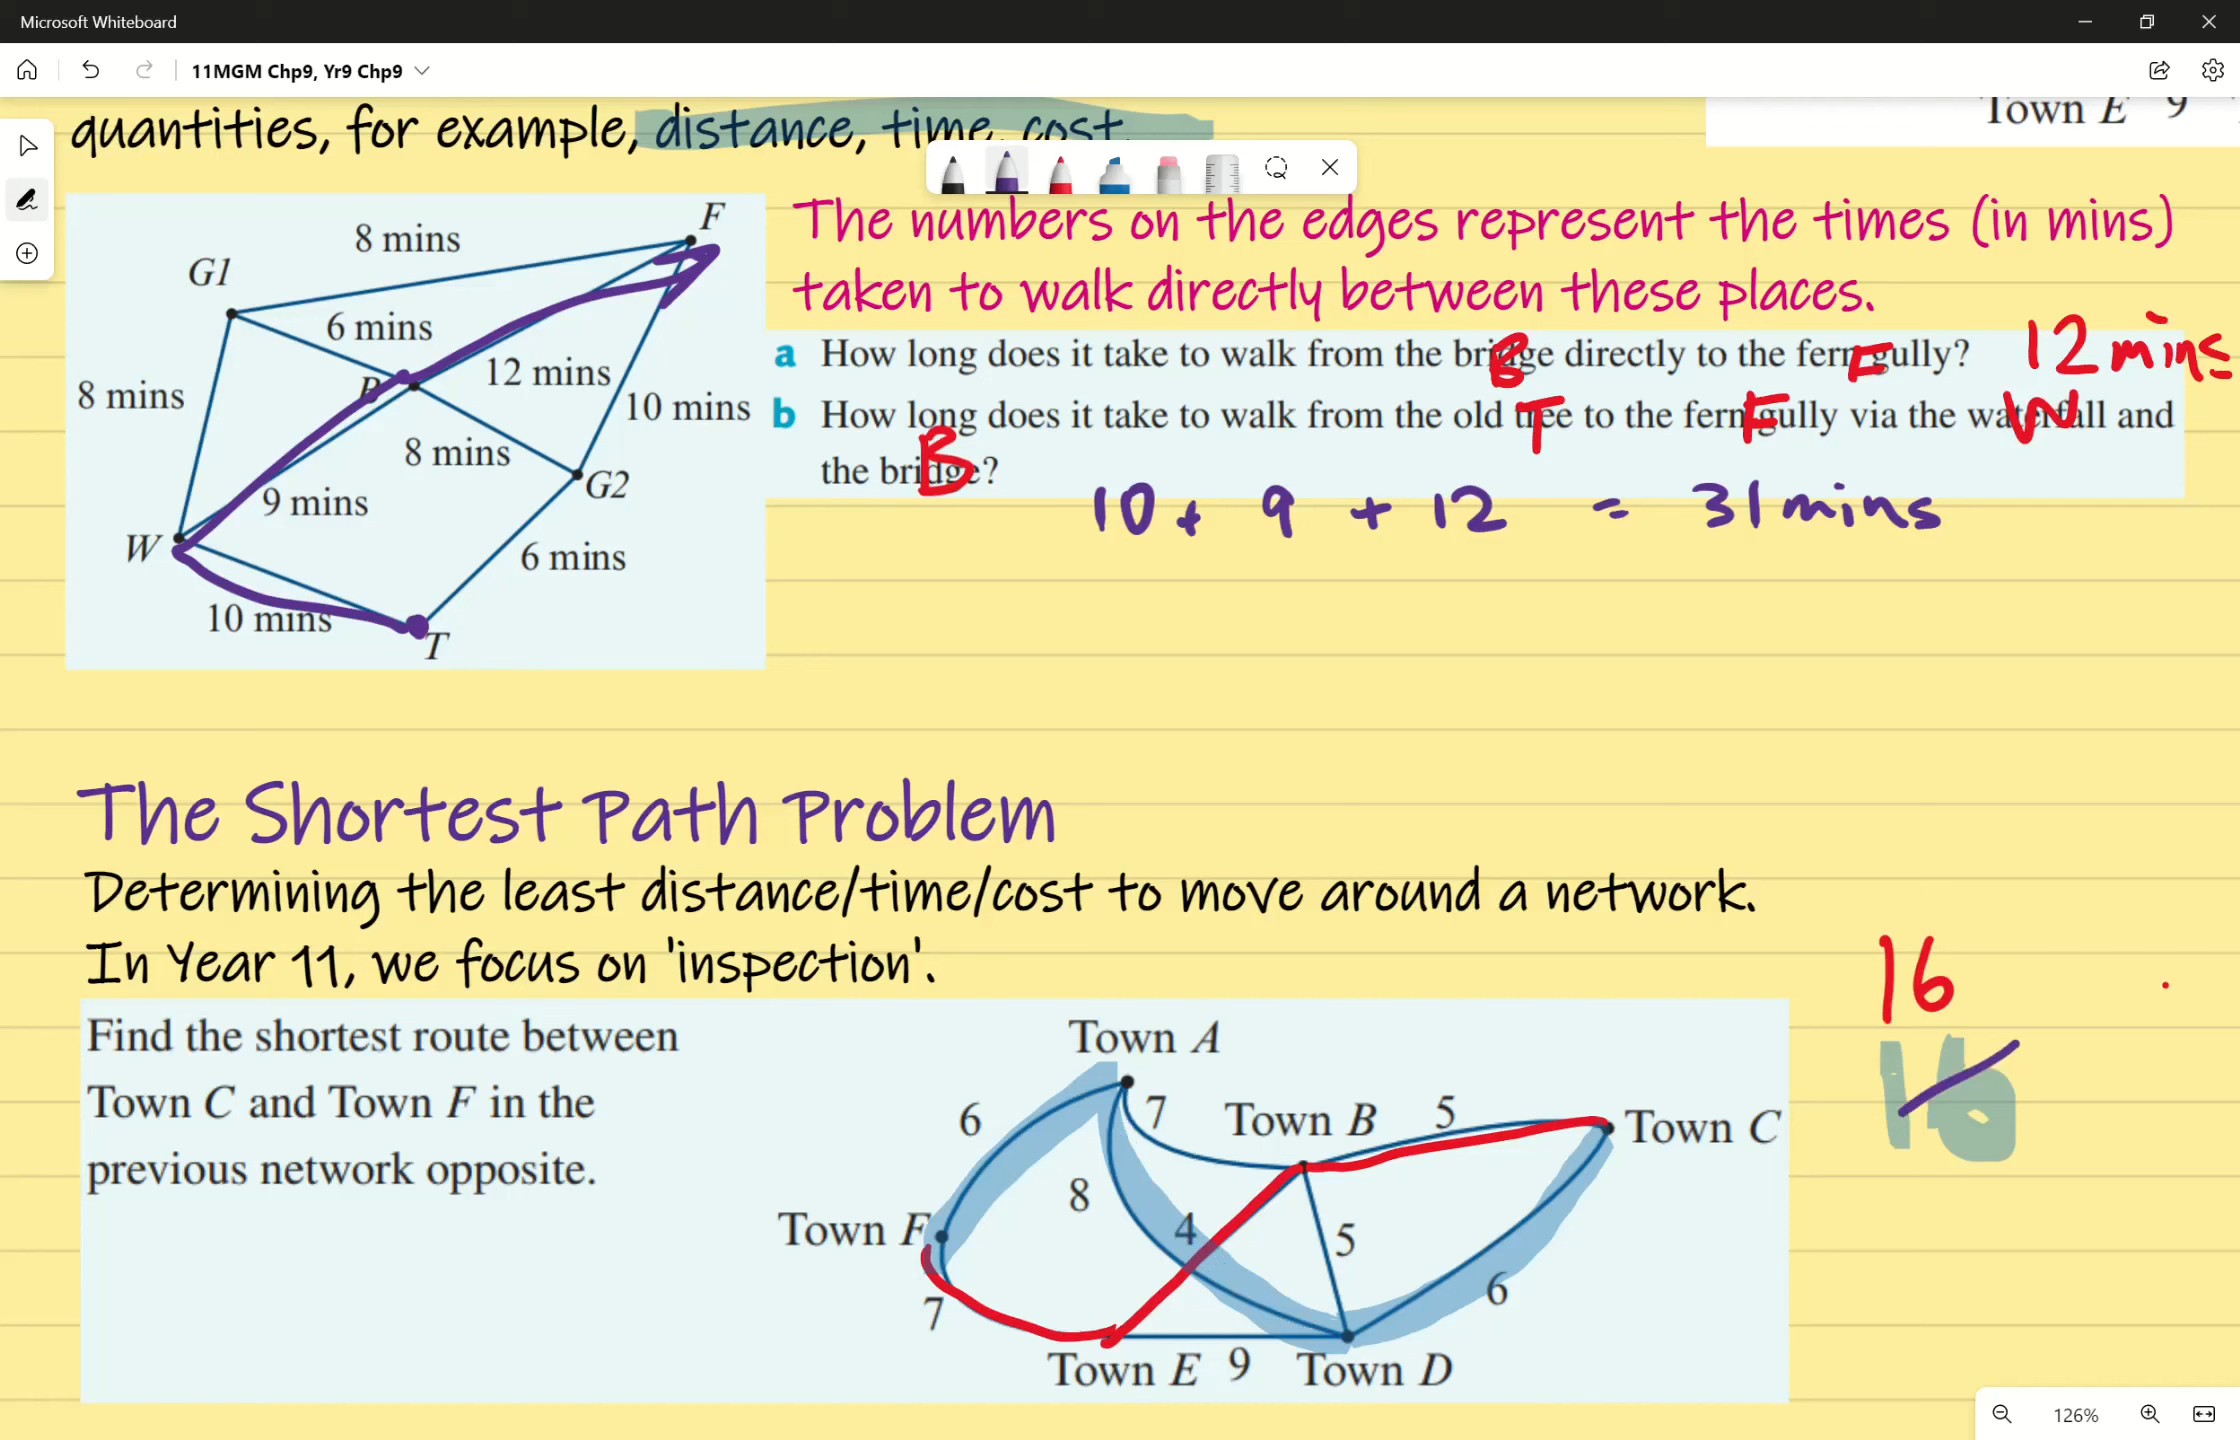 Microsoft Whiteboard
11MGM Chp9, Yr9 Chp9
Town E 9
quantities, for example, distance, time, cost.
The numbers on the edges represent the times (in mins)
taken to walk directly between these places.
F
8 mins
G1
6 mins
12 mins
B
8 mins
10 mins
8 mins
G2
9 mins
W
6 mins
10 mins
T
a How long does it take to walk from the bridge directly to the fern gully? 12 mins
B F
b How long does it take to walk from the old tree to the fern gully via the waterfall and
T F W
the bridge?
B
10 + 9 + 12 = 31 mins
The Shortest Path Problem
Determining the least distance/time/cost to move around a network.
In Year 11, we focus on 'inspection'.
16
16
Find the shortest route between
Town C and Town F in the
previous network opposite.
Town A
6
7
Town B
5
Town C
8
4
Town F
5
6
7
Town E 9 Town D
126%